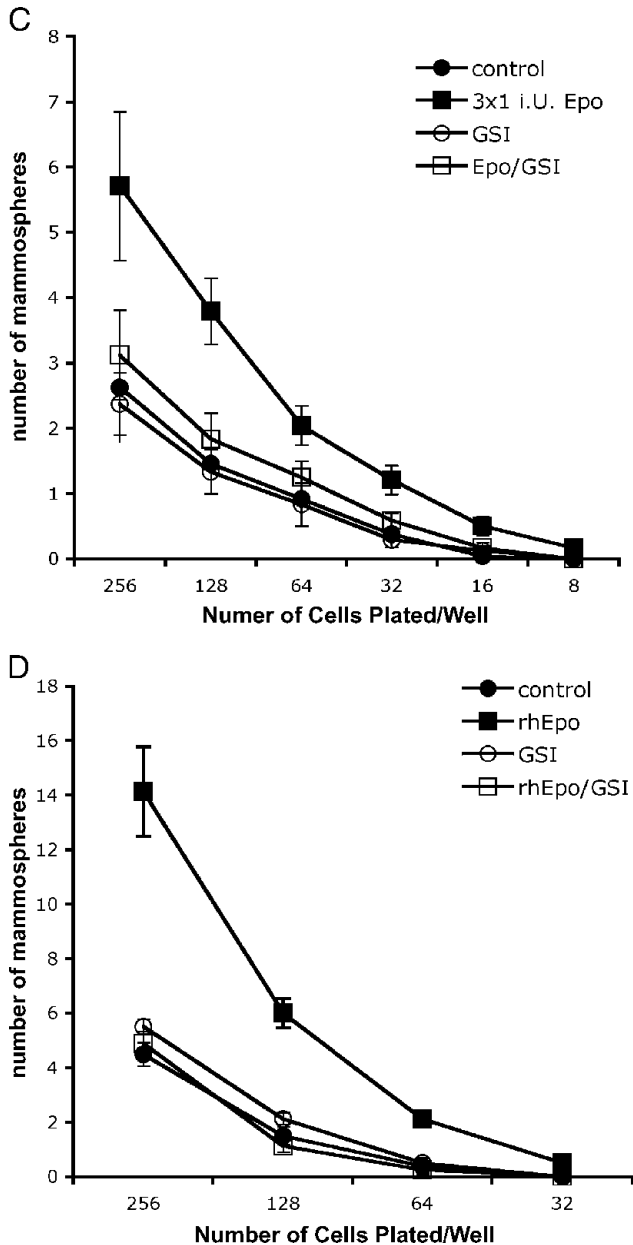 C
8
7
6
5
4
3
2
1
0
number of mammospheres
control
3x1 i.U. Epo
GSI
Epo/GSI
256 128 64 32 16 8
Numer of Cells Plated/Well
D
18
16
14
12
10
8
6
4
2
0
number of mammospheres
control
rhEpo
GSI
rhEpo/GSI
256 128 64 32
Number of Cells Plated/Well